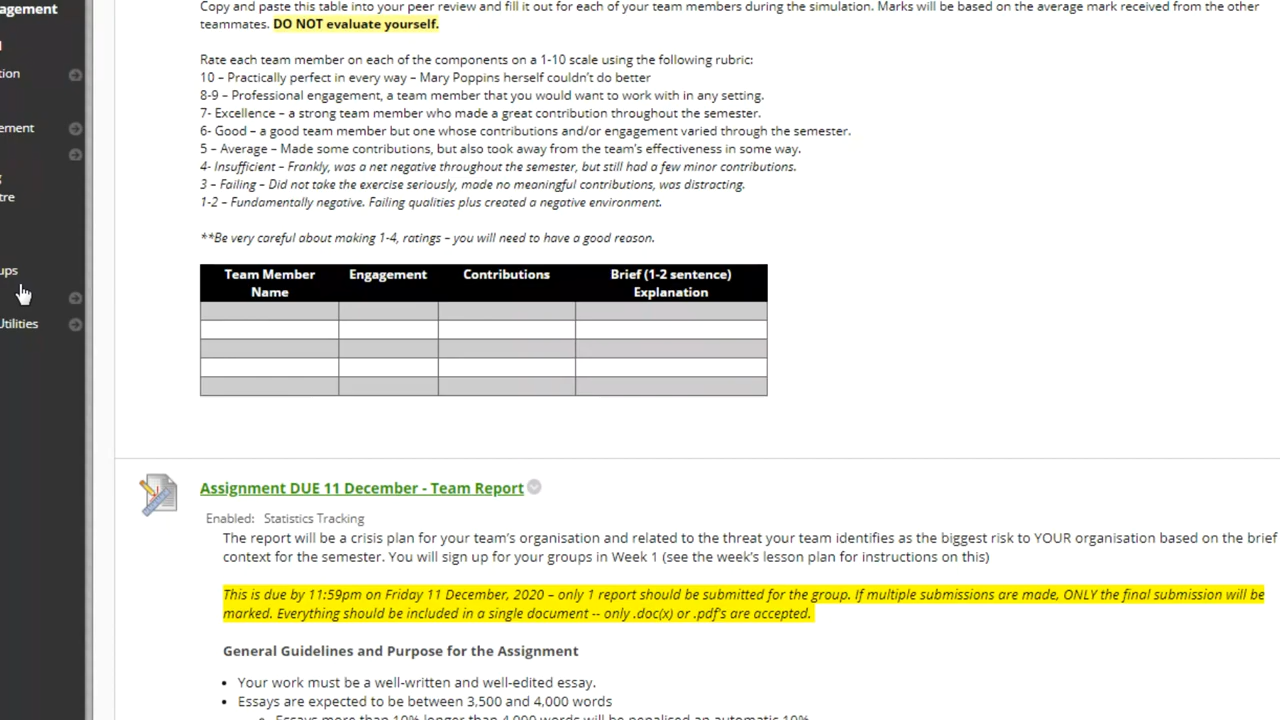 agement
Copy and paste this table into your peer review and fill it out for each of your team members during the simulation. Marks will be based on the average mark received from the other
teammates. DO NOT evaluate yourself.
Rate each team member on each of the components on a 1-10 scale using the following rubric:
tion
10 – Practically perfect in every way – Mary Poppins herself couldn't do better
8-9 – Professional engagement, a team member that you would want to work with in any setting.
7- Excellence – a strong team member who made a great contribution throughout the semester.
ement
6- Good – a good team member but one whose contributions and/or engagement varied through the semester.
5 – Average – Made some contributions, but also took away from the team's effectiveness in some way.
4- Insufficient – Frankly, was a net negative throughout the semester, but still had a few minor contributions.
3 – Failing – Did not take the exercise seriously, made no meaningful contributions, was distracting.
tre
1-2 – Fundamentally negative. Failing qualities plus created a negative environment.
**Be very careful about making 1-4, ratings – you will need to have a good reason.
ups
Team Member Name Engagement Contributions Brief (1-2 sentence) Explanation
Utilities
Assignment DUE 11 December - Team Report
Enabled: Statistics Tracking
The report will be a crisis plan for your team's organisation and related to the threat your team identifies as the biggest risk to YOUR organisation based on the brief
context for the semester. You will sign up for your groups in Week 1 (see the week's lesson plan for instructions on this)
This is due by 11:59pm on Friday 11 December, 2020 – only 1 report should be submitted for the group. If multiple submissions are made, ONLY the final submission will be
marked. Everything should be included in a single document -- only .doc(x) or .pdf's are accepted.
General Guidelines and Purpose for the Assignment
• Your work must be a well-written and well-edited essay.
• Essays are expected to be between 3,500 and 4,000 words
Essays more than 10% longer than 4,000 words will be penalised an automatic 10%